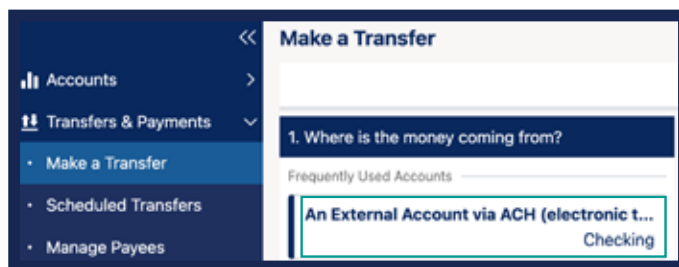 Accounts
Transfers & Payments
Make a Transfer
Scheduled Transfers
Manage Payees
Make a Transfer
1. Where is the money coming from?
Frequently Used Accounts
An External Account via ACH (electronic t...
Checking